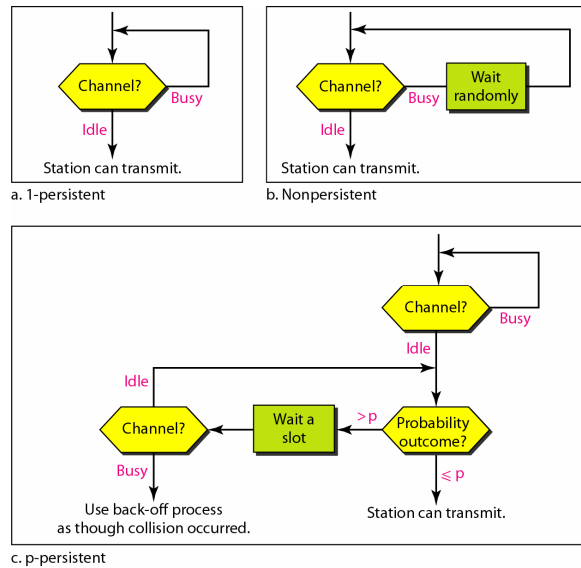 Channel?
Busy
Idle
Station can transmit.
a. 1-persistent
Channel?
Busy
Wait
randomly
Idle
Station can transmit.
b. Nonpersistent
Channel?
Busy
Idle
Idle
Channel?
Wait a
slot
>p
Probability
outcome?
Busy
⩽ p
Use back-off process
as though collision occurred.
Station can transmit.
c. p-persistent